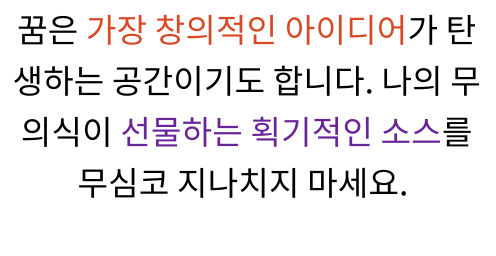 꿈은 가장 창의적인 아이디어가 탄
생하는 공간이기도 합니다. 나의 무
의식이 선물하는 획기적인 소스를
무심코 지나치지 마세요.